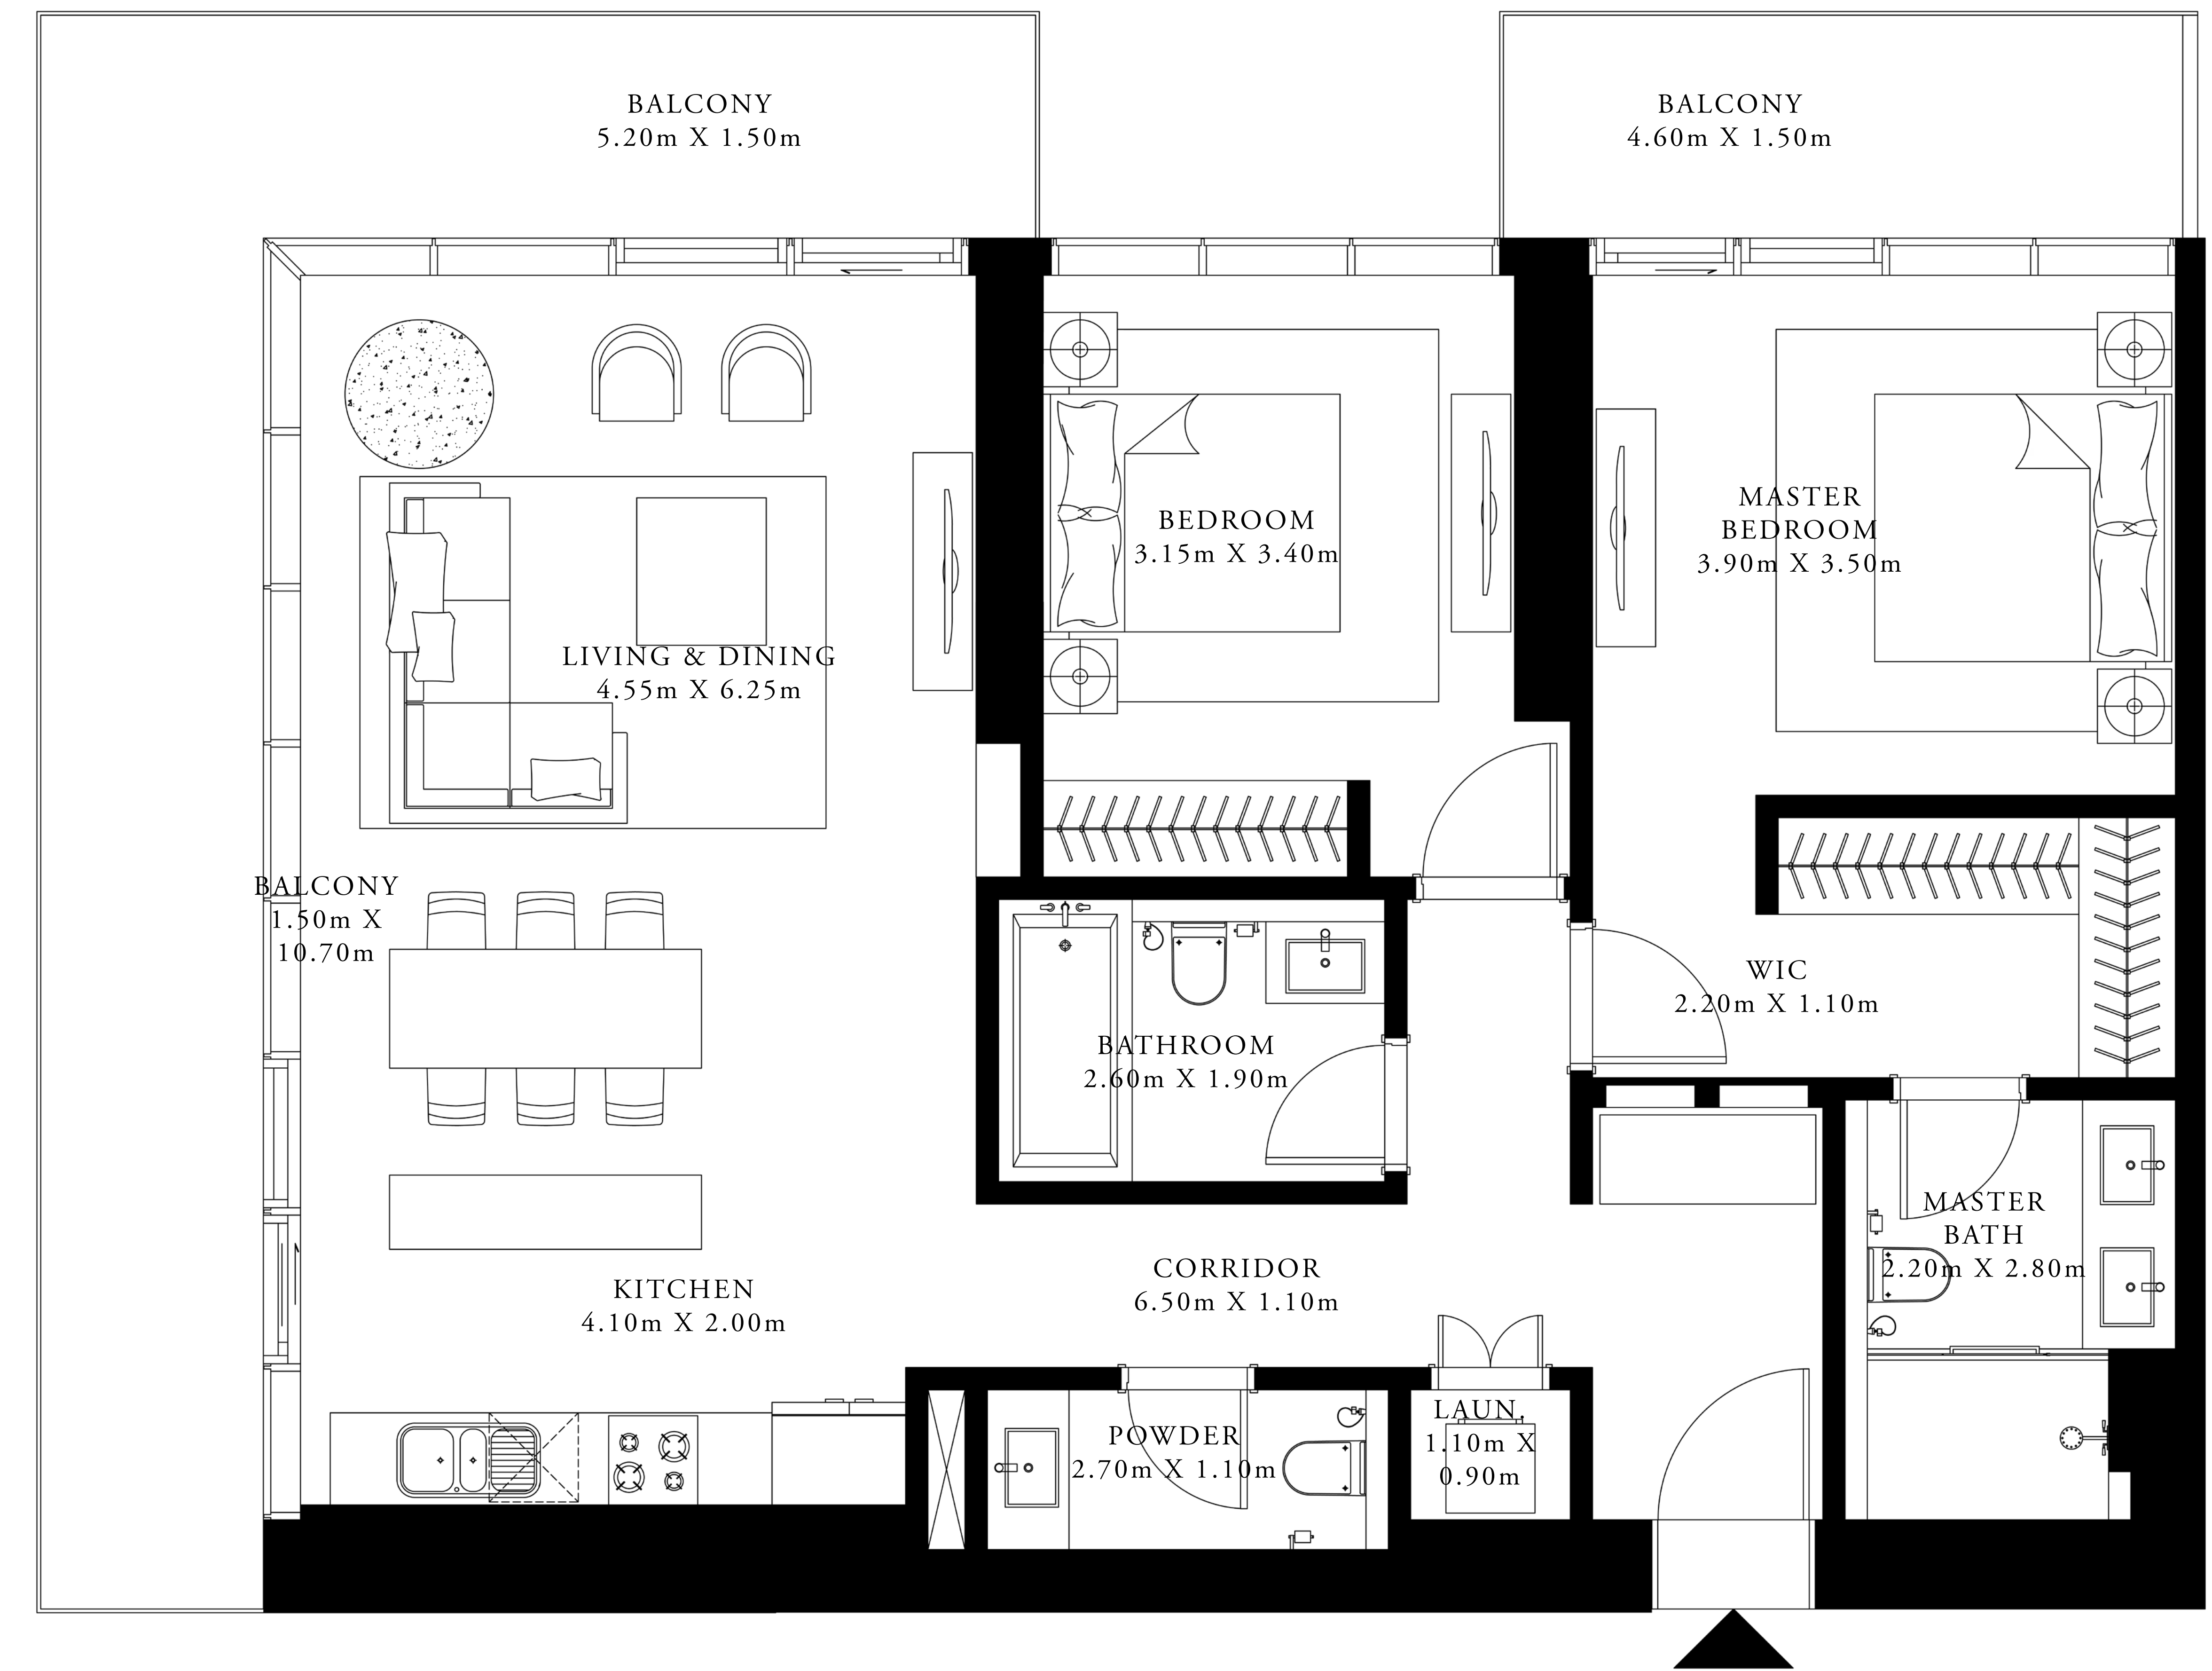 BALCONY
5.20m X 1.50m
BALCONY
4.60m X 1.50m
BEDROOM
3.15m X 3.40m
MASTER
BEDROOM
3.90m X 3.50m
LIVING & DINING
4.55m X 6.25m
BALCONY
1.50m X
10.70m
WIC
2.20m X 1.10m
BATHROOM
2.60m X 1.90m
MASTER
BATH
2.20m X 2.80m
CORRIDOR
6.50m X 1.10m
KITCHEN
4.10m X 2.00m
POWDER
2.70m X 1.10m
LAUN.
1.10m X
0.90m